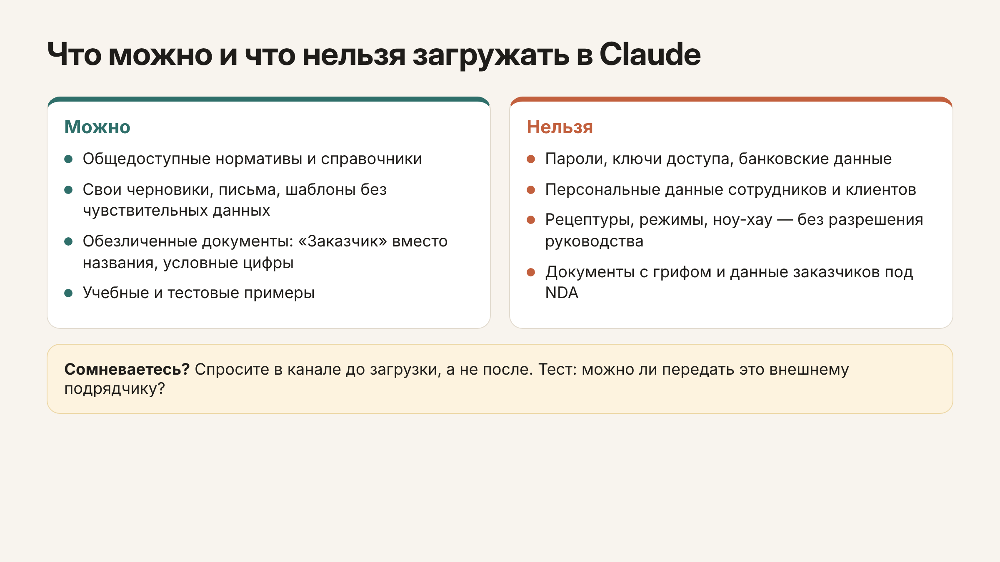 Что можно и что нельзя загружать в Claude
Можно
Общедоступные нормативы и справочники
Свои черновики, письма, шаблоны без
чувствительных данных
Обезличенные документы: «Заказчик» вместо
названия, условные цифры
Учебные и тестовые примеры
Нельзя
Пароли, ключи доступа, банковские данные
Персональные данные сотрудников и клиентов
Рецептуры, режимы, ноу-хау — без разрешения
руководства
Документы с грифом и данные заказчиков под
NDA
Сомневаетесь? Спросите в канале до загрузки, а не после. Тест: можно ли передать это внешнему
подрядчику?